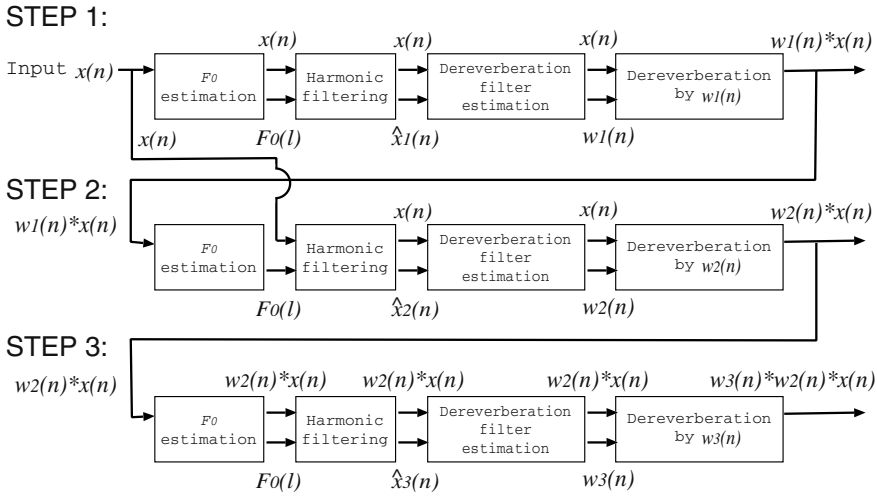 STEP 1:
x(n) x(n) x(n) w1(n)*x(n)
Input x(n)
F0 estimation
Harmonic filtering
Dereverberation filter estimation
Dereverberation by w1(n)
x(n) F0(l) x̂1(n) w1(n)
STEP 2:
w1(n)*x(n) x(n) x(n) w2(n)*x(n)
F0 estimation
Harmonic filtering
Dereverberation filter estimation
Dereverberation by w2(n)
F0(l) x̂2(n) w2(n)
STEP 3:
w2(n)*x(n) w2(n)*x(n) w2(n)*x(n) w2(n)*x(n) w3(n)*w2(n)*x(n)
F0 estimation
Harmonic filtering
Dereverberation filter estimation
Dereverberation by w3(n)
F0(l) x̂3(n) w3(n)